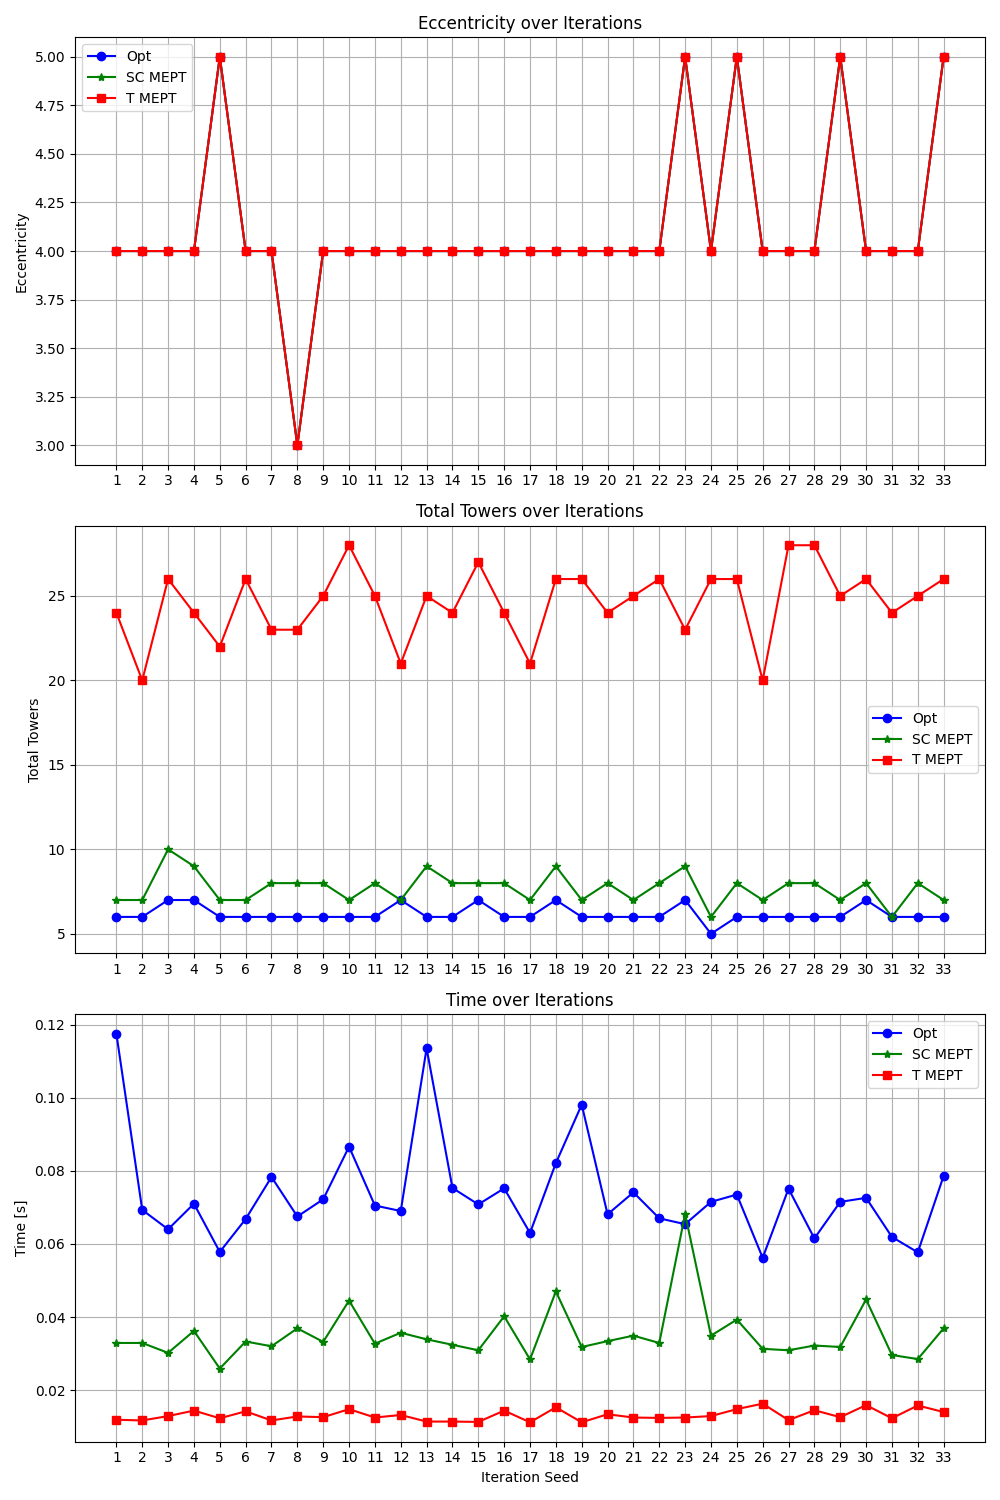 Eccentricity over Iterations
Opt
SC MEPT
T MEPT
Eccentricity
5.00
4.75
4.50
4.25
4.00
3.75
3.50
3.25
3.00
1 2 3 4 5 6 7 8 9 10 11 12 13 14 15 16 17 18 19 20 21 22 23 24 25 26 27 28 29 30 31 32 33
Total Towers over Iterations
Opt
SC MEPT
T MEPT
Total Towers
25
20
15
10
5
1 2 3 4 5 6 7 8 9 10 11 12 13 14 15 16 17 18 19 20 21 22 23 24 25 26 27 28 29 30 31 32 33
Time over Iterations
Opt
SC MEPT
T MEPT
Time [s]
0.12
0.10
0.08
0.06
0.04
0.02
1 2 3 4 5 6 7 8 9 10 11 12 13 14 15 16 17 18 19 20 21 22 23 24 25 26 27 28 29 30 31 32 33
Iteration Seed